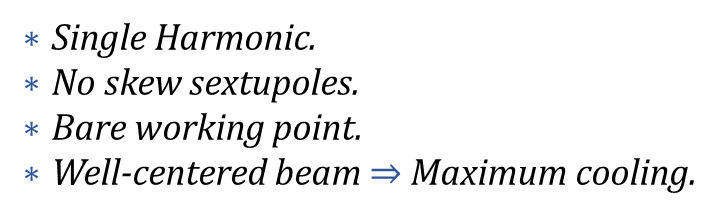 * Single Harmonic.
* No skew sextupoles.
* Bare working point.
* Well-centered beam ⇒ Maximum cooling.